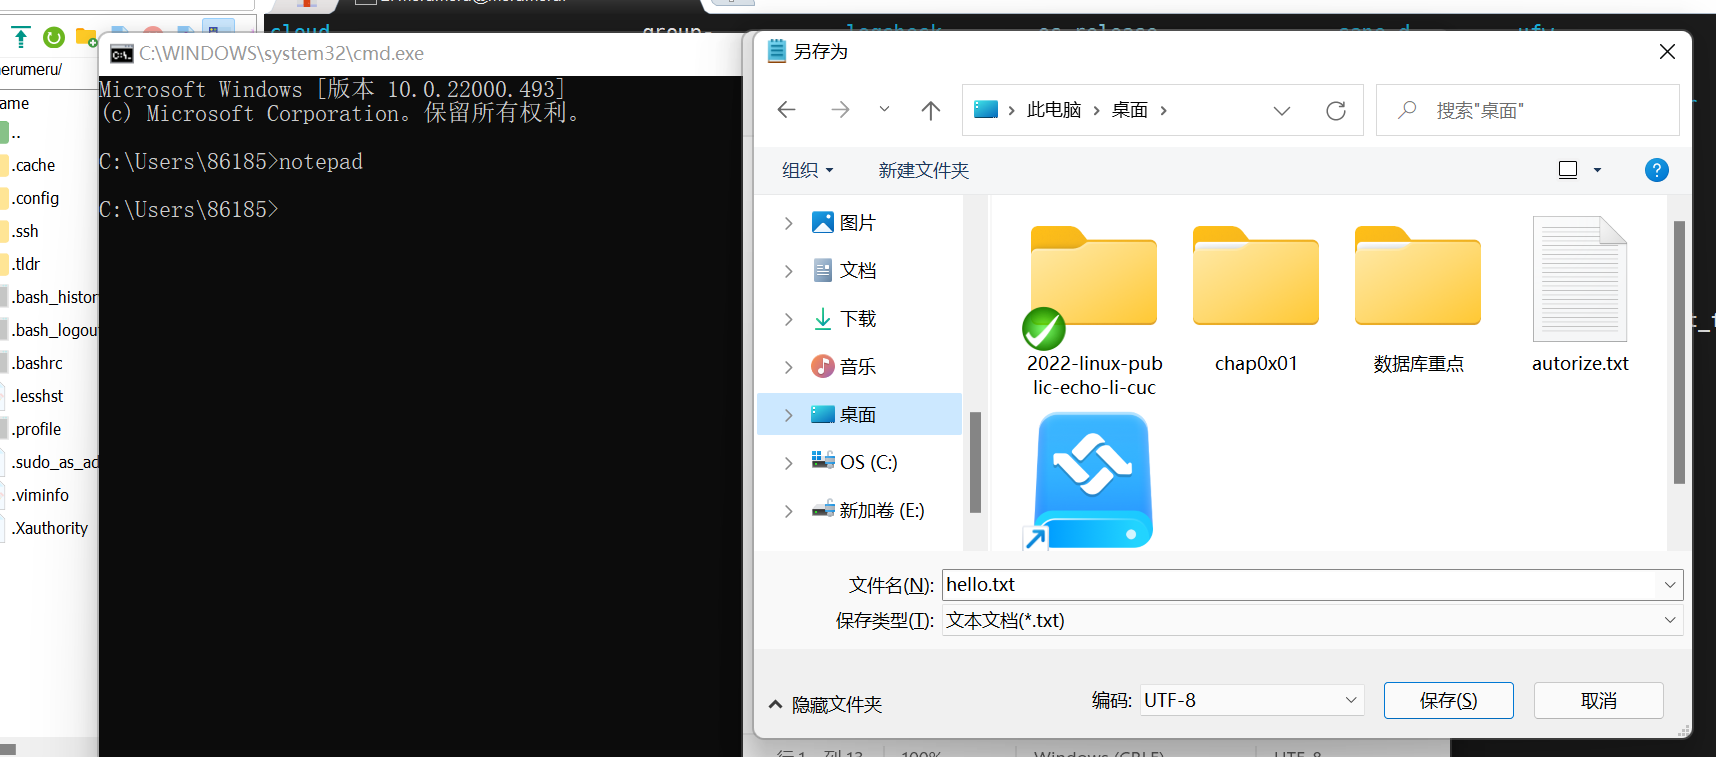 erumeru/
ame
..
.cache
.config
.ssh
.tldr
.bash_histor
.bash_logou
.bashrc
.lesshst
.profile
.sudo_as_ad
.viminfo
.Xauthority
C:\WINDOWS\system32\cmd.exe
Microsoft Windows [版本 10.0.22000.493]
(c) Microsoft Corporation。保留所有权利。
C:\Users\86185>notepad
C:\Users\86185>
另存为
此电脑 > 桌面 >
搜索"桌面"
组织
新建文件夹
图片
文档
下载
音乐
桌面
OS (C:)
新加卷 (E:)
2022-linux-pub
lic-echo-li-cuc
chap0x01
数据库重点
autorize.txt
文件名(N):
hello.txt
保存类型(T):
文本文档(*.txt)
隐藏文件夹
编码:
UTF-8
保存(S)
取消